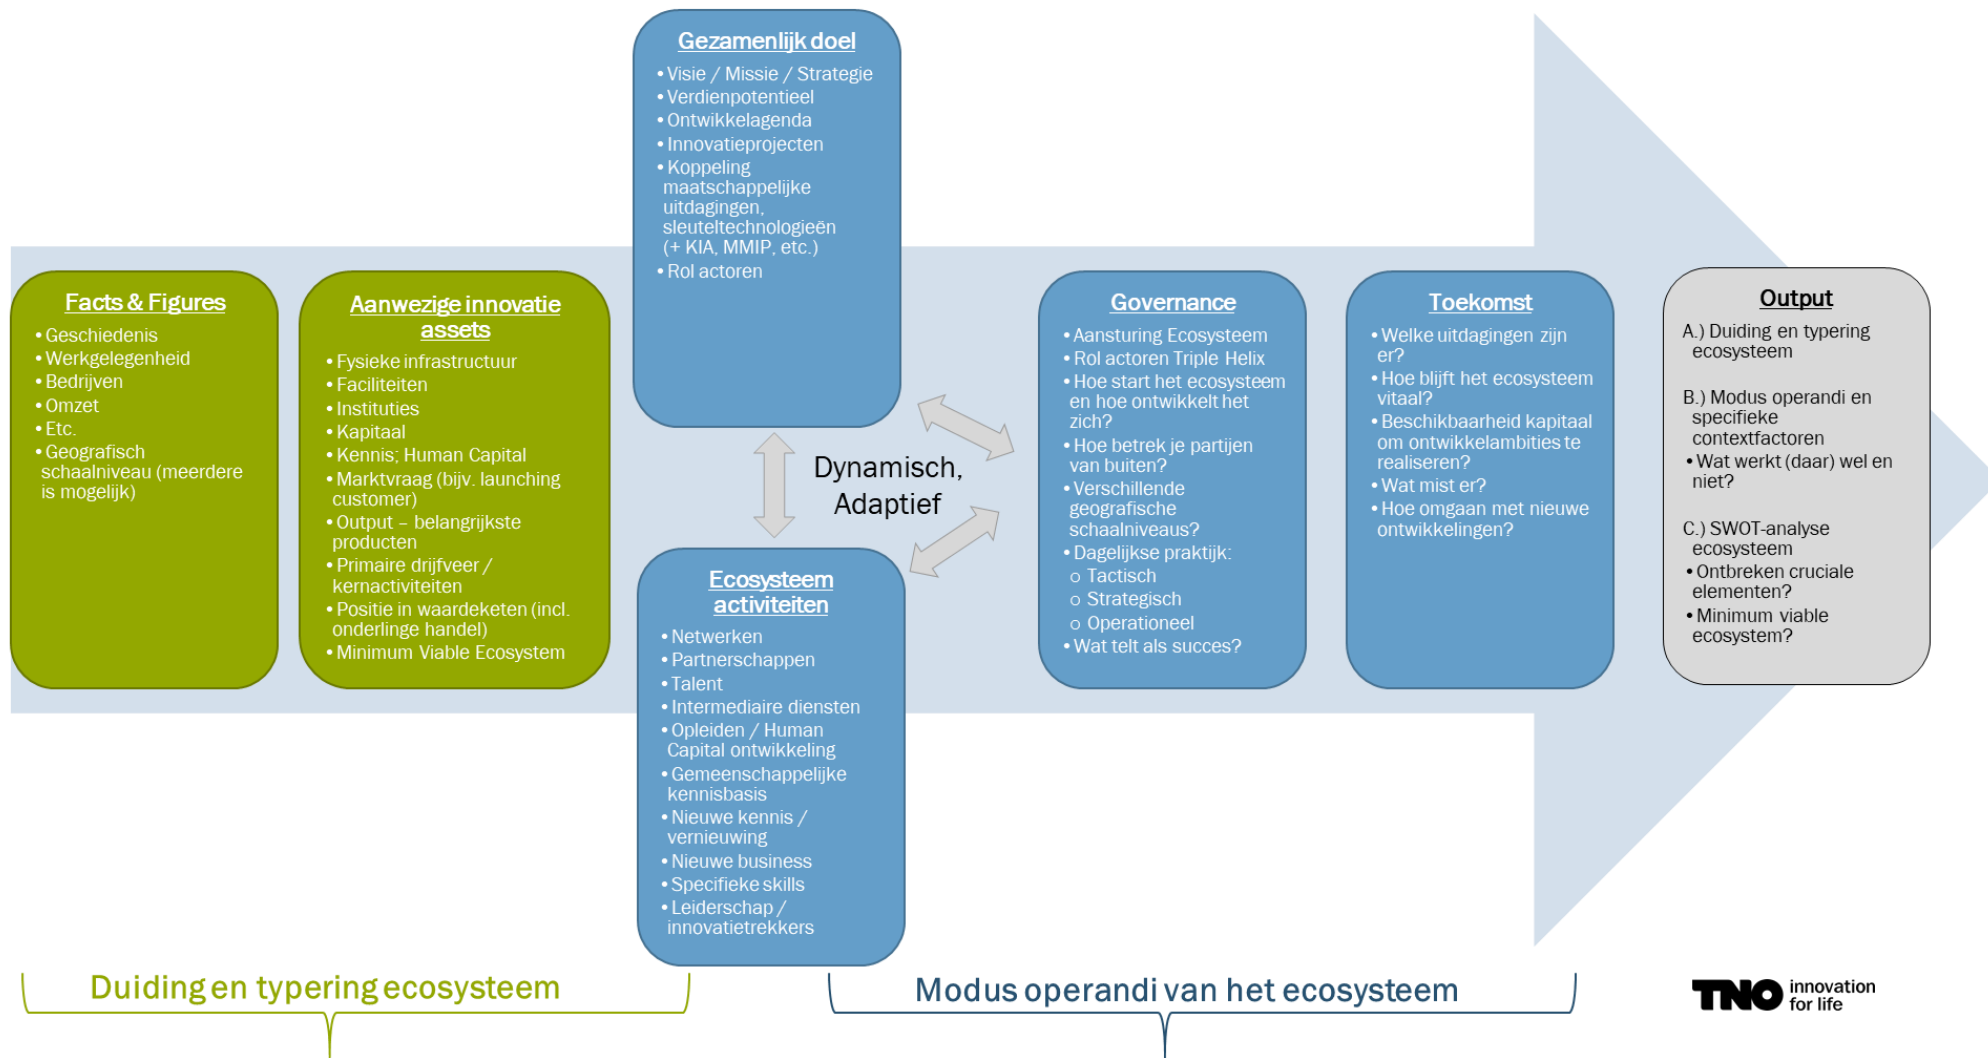 Gezamenlijk doel
• Visie / Missie / Strategie
• Verdienpotentieel
• Ontwikkelagenda
• Innovatieprojecten
• Koppeling
maatschappelijke
uitdagingen,
sleuteltechnologieën
(+ KIA, MMIP, etc.)
• Rol actoren
Facts & Figures
• Geschiedenis
• Werkgelegenheid
• Bedrijven
• Omzet
• Etc.
• Geografisch
schaalniveau (meerdere
is mogelijk)
Aanwezige innovatie
assets
• Fysieke infrastructuur
• Faciliteiten
• Instituties
• Kapitaal
• Kennis; Human Capital
• Marktvraag (bijv. launching
customer)
• Output – belangrijkste
producten
• Primaire drijfveer /
kernactiviteiten
• Positie in waardeketen (incl.
onderlinge handel)
• Minimum Viable Ecosystem
Dynamisch,
Adaptief
Ecosysteem
activiteiten
• Netwerken
• Partnerschappen
• Talent
• Intermediaire diensten
• Opleiden / Human
Capital ontwikkeling
• Gemeenschappelijke
kennisbasis
• Nieuwe kennis /
vernieuwing
• Nieuwe business
• Specifieke skills
• Leiderschap /
innovatietrekkers
Governance
• Aansturing Ecosysteem
• Rol actoren Triple Helix
• Hoe start het ecosysteem
en hoe ontwikkelt het
zich?
• Hoe betrek je partijen
van buiten?
• Verschillende
geografische
schaalniveaus?
• Dagelijkse praktijk:
o Tactisch
o Strategisch
o Operationeel
• Wat telt als succes?
Toekomst
• Welke uitdagingen zijn
er?
• Hoe blijft het ecosysteem
vitaal?
• Beschikbaarheid kapitaal
om ontwikkelambities te
realiseren?
• Wat mist er?
• Hoe omgaan met nieuwe
ontwikkelingen?
Output
A.) Duiding en typering
ecosysteem
B.) Modus operandi en
specifieke
contextfactoren
• Wat werkt (daar) wel en
niet?
C.) SWOT-analyse
ecosysteem
• Ontbreken cruciale
elementen?
• Minimum viable
ecosystem?
Duiding en typering ecosysteem
Modus operandi van het ecosysteem
TNO innovation
for life